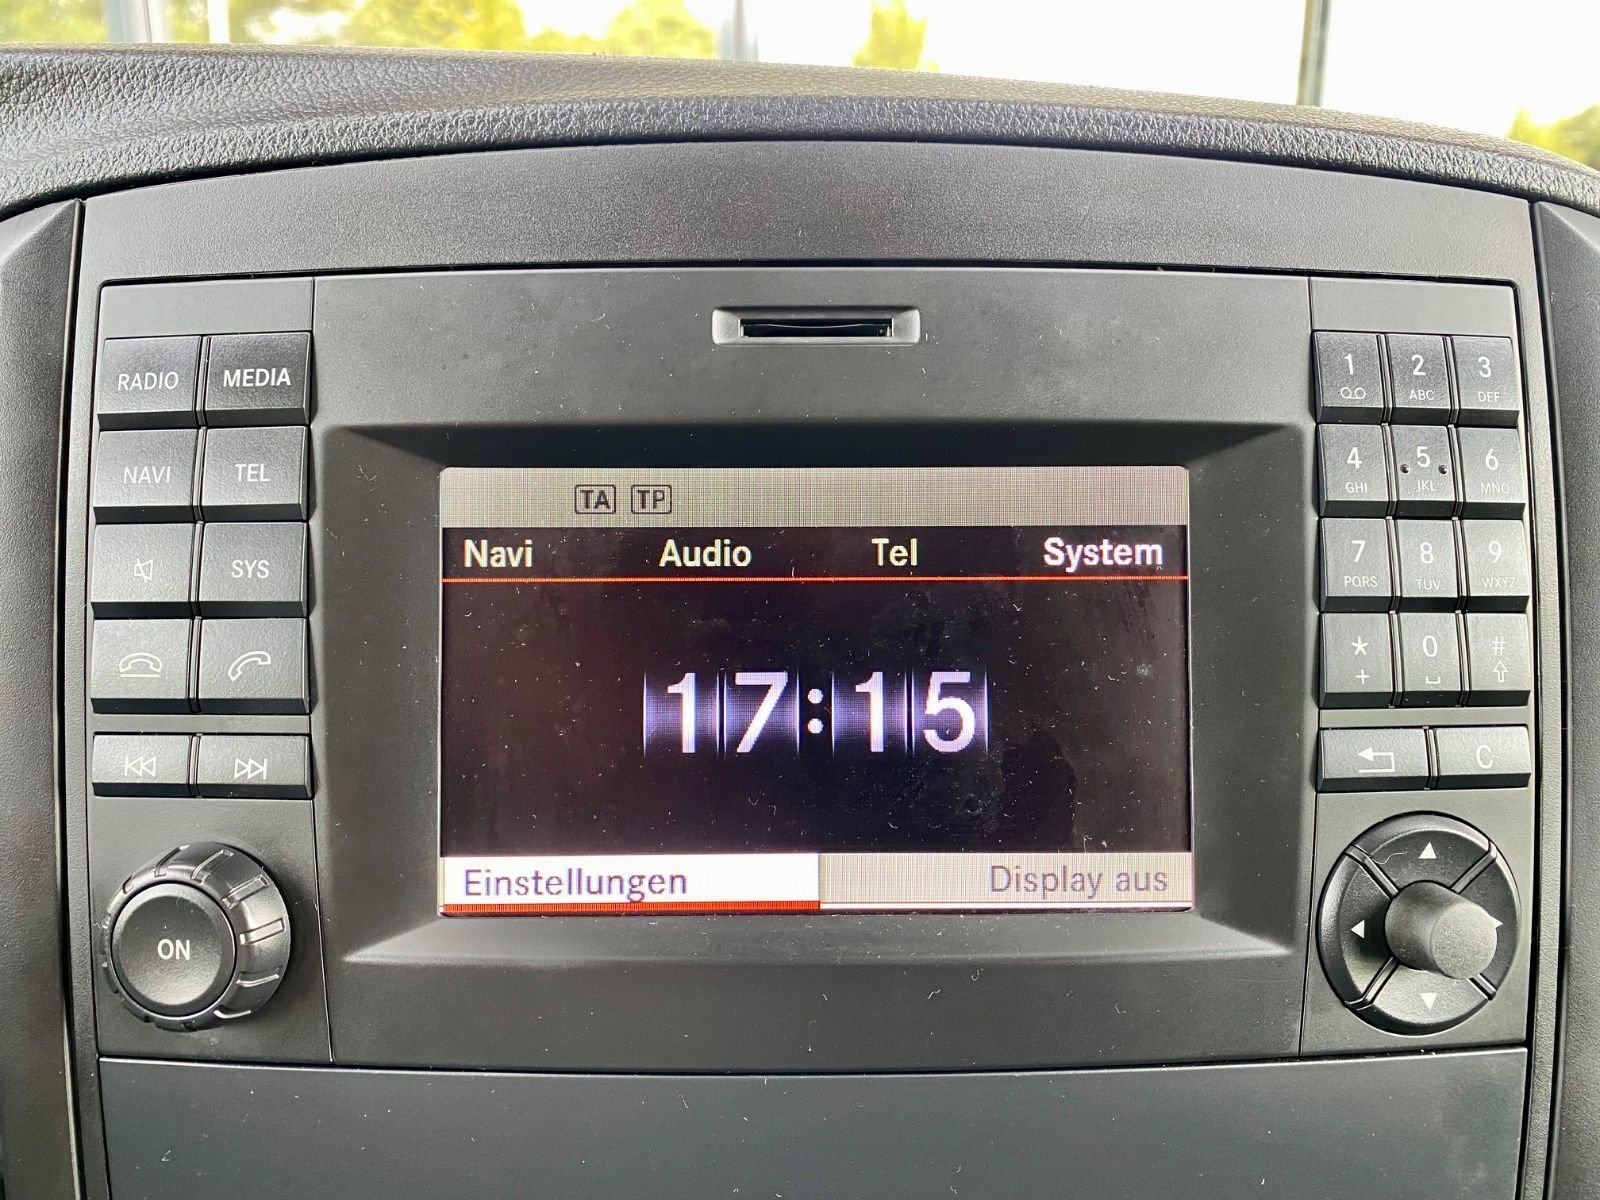 RADIO MEDIA
NAVI TEL
SYS
ON
TA TP
Navi Audio Tel System
17:15
Einstellungen Display aus
1 2 3
ABC DEF
4 5 6
GHI JKL MNO
7 8 9
PQRS TUV WXYZ
* 0 #
+
C